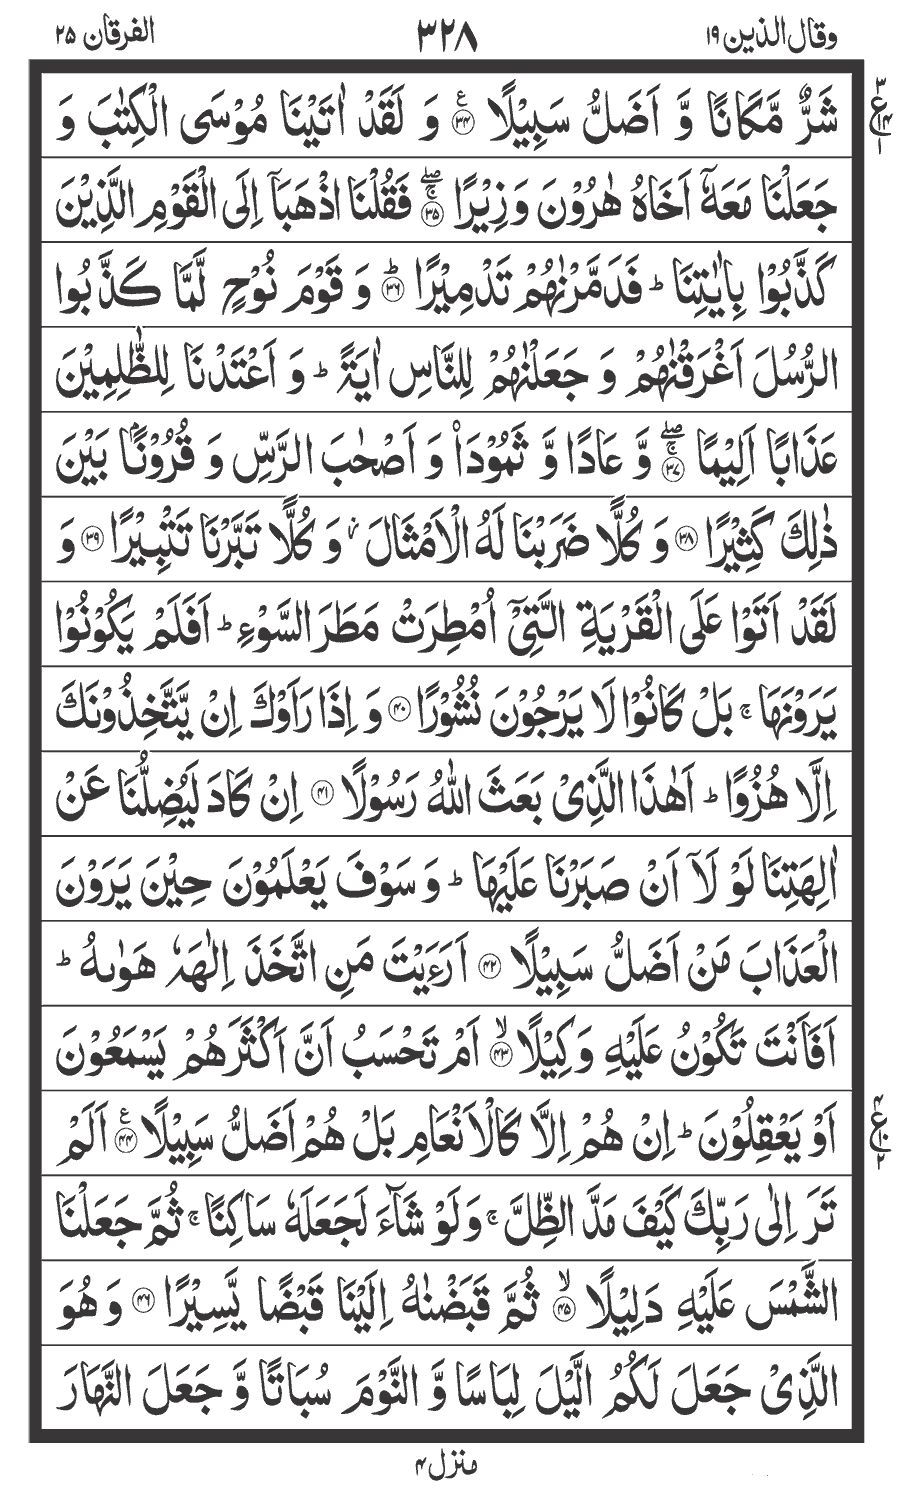 وقال الذین ۱۹ ۳۲۸ الفرقان ۲۵
شَرٌّ مَّكَانًا وَّ اَضَلُّ سَبِیْلًا ۠ ﴿۳۴﴾ وَ لَقَدْ اٰتَیْنَا مُوْسَی الْكِتٰبَ وَ
جَعَلْنَا مَعَهٗۤ اَخَاهُ هٰرُوْنَ وَزِیْرًا ۚۖ ﴿۳۵﴾ فَقُلْنَا اذْهَبَاۤ اِلَی الْقَوْمِ الَّذِیْنَ
كَذَّبُوْا بِاٰیٰتِنَا ؕ فَدَمَّرْنٰهُمْ تَدْمِیْرًا ؕ ﴿۳۶﴾ وَ قَوْمَ نُوْحٍ لَّمَّا كَذَّبُوا
الرُّسُلَ اَغْرَقْنٰهُمْ وَ جَعَلْنٰهُمْ لِلنَّاسِ اٰیَةً ؕ وَ اَعْتَدْنَا لِلظّٰلِمِیْنَ
عَذَابًا اَلِیْمًا ۚۖ ﴿۳۷﴾ وَّ عَادًا وَّ ثَمُوْدَا۠ وَ اَصْحٰبَ الرَّسِّ وَ قُرُوْنًۢا بَیْنَ
ذٰلِكَ كَثِیْرًا ﴿۳۸﴾ وَ كُلًّا ضَرَبْنَا لَهُ الْاَمْثَالَ ؗ وَ كُلًّا تَبَّرْنَا تَتْبِیْرًا ﴿۳۹﴾ وَ
لَقَدْ اَتَوْا عَلَی الْقَرْیَةِ الَّتِیْۤ اُمْطِرَتْ مَطَرَ السَّوْءِ ؕ اَفَلَمْ یَكُوْنُوْا
یَرَوْنَهَا ۚ بَلْ كَانُوْا لَا یَرْجُوْنَ نُشُوْرًا ﴿۴۰﴾ وَ اِذَا رَاَوْكَ اِنْ یَّتَّخِذُوْنَكَ
اِلَّا هُزُوًا ؕ اَهٰذَا الَّذِیْ بَعَثَ اللّٰهُ رَسُوْلًا ﴿۴۱﴾ اِنْ كَادَ لَیُضِلُّنَا عَنْ
اٰلِهَتِنَا لَوْ لَاۤ اَنْ صَبَرْنَا عَلَیْهَا ؕ وَ سَوْفَ یَعْلَمُوْنَ حِیْنَ یَرَوْنَ
الْعَذَابَ مَنْ اَضَلُّ سَبِیْلًا ﴿۴۲﴾ اَرَءَیْتَ مَنِ اتَّخَذَ اِلٰهَهٗ هَوٰىهُ ؕ
اَفَاَنْتَ تَكُوْنُ عَلَیْهِ وَكِیْلًا ۙ ﴿۴۳﴾ اَمْ تَحْسَبُ اَنَّ اَكْثَرَهُمْ یَسْمَعُوْنَ
اَوْ یَعْقِلُوْنَ ؕ اِنْ هُمْ اِلَّا كَالْاَنْعَامِ بَلْ هُمْ اَضَلُّ سَبِیْلًا ۠ ﴿۴۴﴾ اَلَمْ
تَرَ اِلٰی رَبِّكَ كَیْفَ مَدَّ الظِّلَّ ۚ وَلَوْ شَآءَ لَجَعَلَهٗ سَاكِنًا ۚ ثُمَّ جَعَلْنَا
الشَّمْسَ عَلَیْهِ دَلِیْلًا ۙ ﴿۴۵﴾ ثُمَّ قَبَضْنٰهُ اِلَیْنَا قَبْضًا یَّسِیْرًا ﴿۴۶﴾ وَ هُوَ
الَّذِیْ جَعَلَ لَكُمُ الَّیْلَ لِبَاسًا وَّ النَّوْمَ سُبَاتًا وَّ جَعَلَ النَّهَارَ
منزل ۴